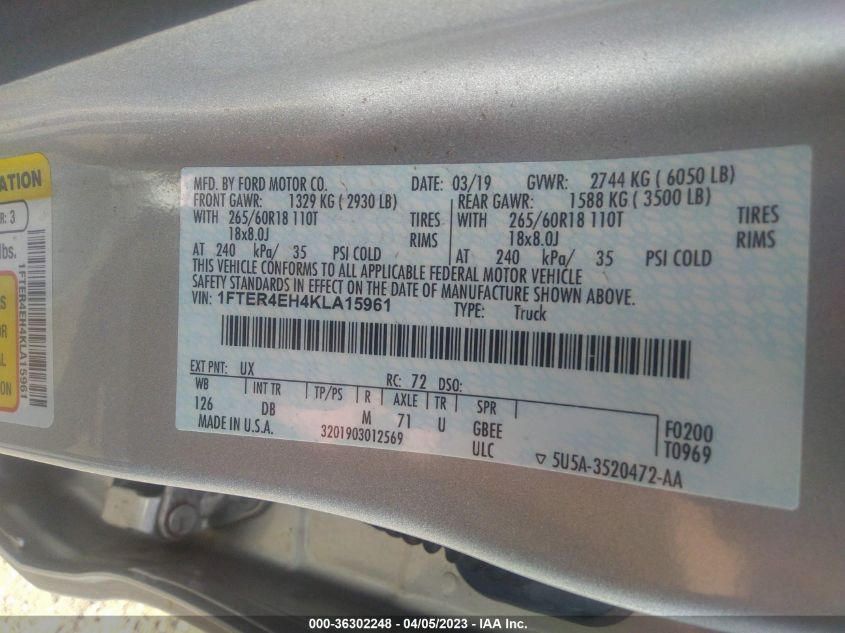 ATION
R: 3
lbs.
S
OR
AL
ON
1FTER4EH4KLA15961
MFD. BY FORD MOTOR CO. DATE: 03/19 GVWR: 2744 KG ( 6050 LB)
FRONT GAWR: 1329 KG ( 2930 LB) REAR GAWR: 1588 KG ( 3500 LB)
WITH 265/60R18 110T TIRES WITH 265/60R18 110T TIRES
18x8.0J RIMS 18x8.0J RIMS
AT 240 kPa/ 35 PSI COLD AT 240 kPa/ 35 PSI COLD
THIS VEHICLE CONFORMS TO ALL APPLICABLE FEDERAL MOTOR VEHICLE
SAFETY STANDARDS IN EFFECT ON THE DATE OF MANUFACTURE SHOWN ABOVE.
VIN: 1FTER4EH4KLA15961 TYPE: Truck
EXT PNT: UX RC: 72 DSO:
WB INT TR TP/PS R AXLE TR SPR
126 DB M 71 U GBEE F0200
MADE IN U.S.A. 3201903012569 ULC T0969
▽ 5U5A-3520472-AA
000-36302248 - 04/05/2023 - IAA Inc.